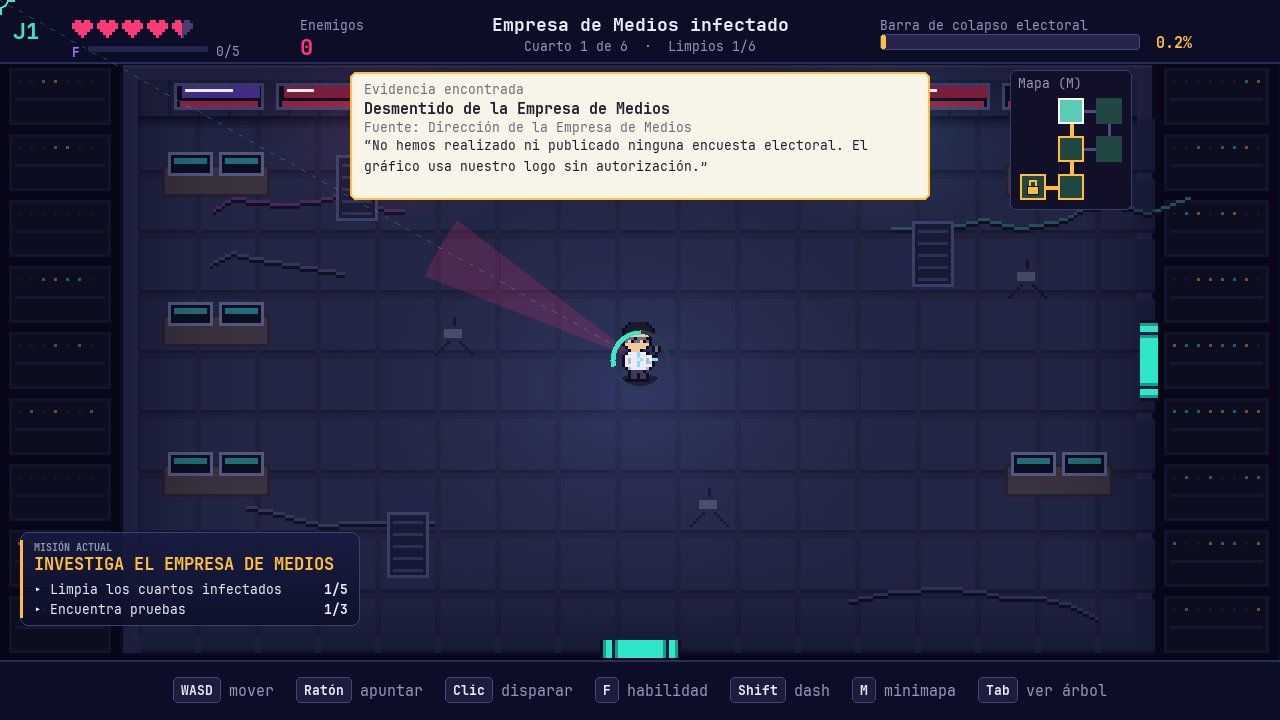 J1
F
0/5
Enemigos
0
Empresa de Medios infectado
Cuarto 1 de 6 · Limpios 1/6
Barra de colapso electoral
0.2%
Evidencia encontrada
Desmentido de la Empresa de Medios
Fuente: Dirección de la Empresa de Medios
“No hemos realizado ni publicado ninguna encuesta electoral. El
gráfico usa nuestro logo sin autorización.”
Mapa (M)
MISIÓN ACTUAL
INVESTIGA EL EMPRESA DE MEDIOS
▸ Limpia los cuartos infectados 1/5
▸ Encuentra pruebas 1/3
WASD mover Ratón apuntar Clic disparar F habilidad Shift dash M minimapa Tab ver árbol